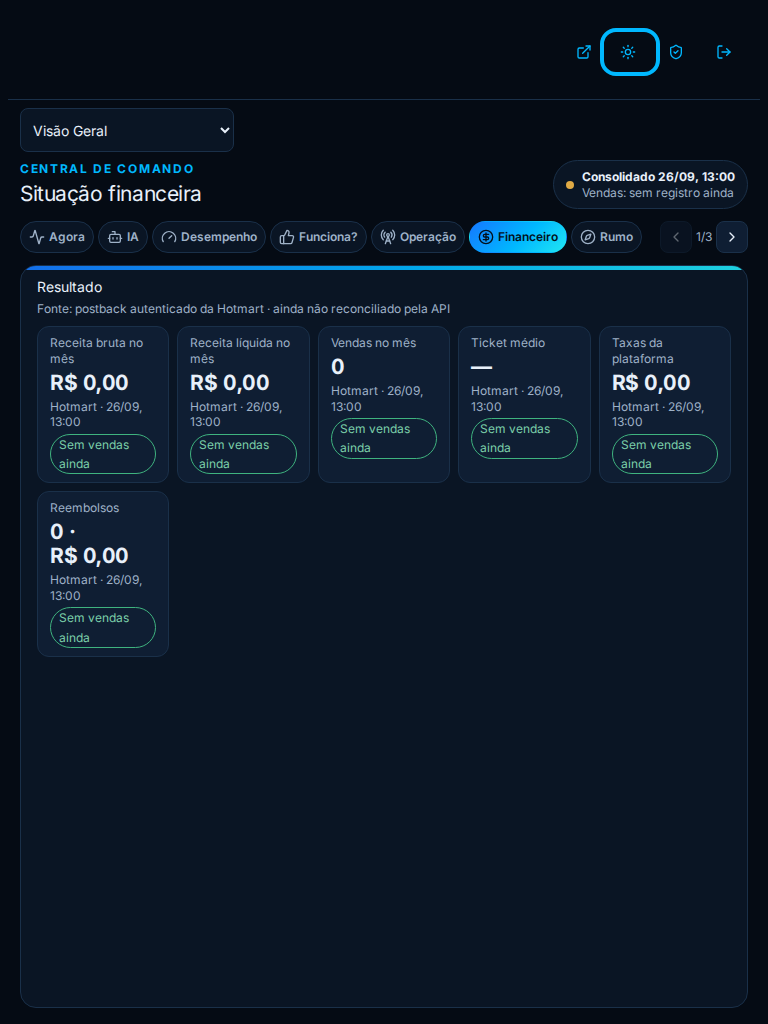 Visão Geral
CENTRAL DE COMANDO
Situação financeira
Consolidado 26/09, 13:00
Vendas: sem registro ainda
Agora
IA
Desempenho
Funciona?
Operação
Financeiro
Rumo
1/3
Resultado
Fonte: postback autenticado da Hotmart · ainda não reconciliado pela API
Receita bruta no
mês
R$ 0,00
Hotmart · 26/09,
13:00
Sem vendas
ainda
Receita líquida no
mês
R$ 0,00
Hotmart · 26/09,
13:00
Sem vendas
ainda
Vendas no mês
0
Hotmart · 26/09,
13:00
Sem vendas
ainda
Ticket médio
—
Hotmart · 26/09,
13:00
Sem vendas
ainda
Taxas da
plataforma
R$ 0,00
Hotmart · 26/09,
13:00
Sem vendas
ainda
Reembolsos
0 ·
R$ 0,00
Hotmart · 26/09,
13:00
Sem vendas
ainda